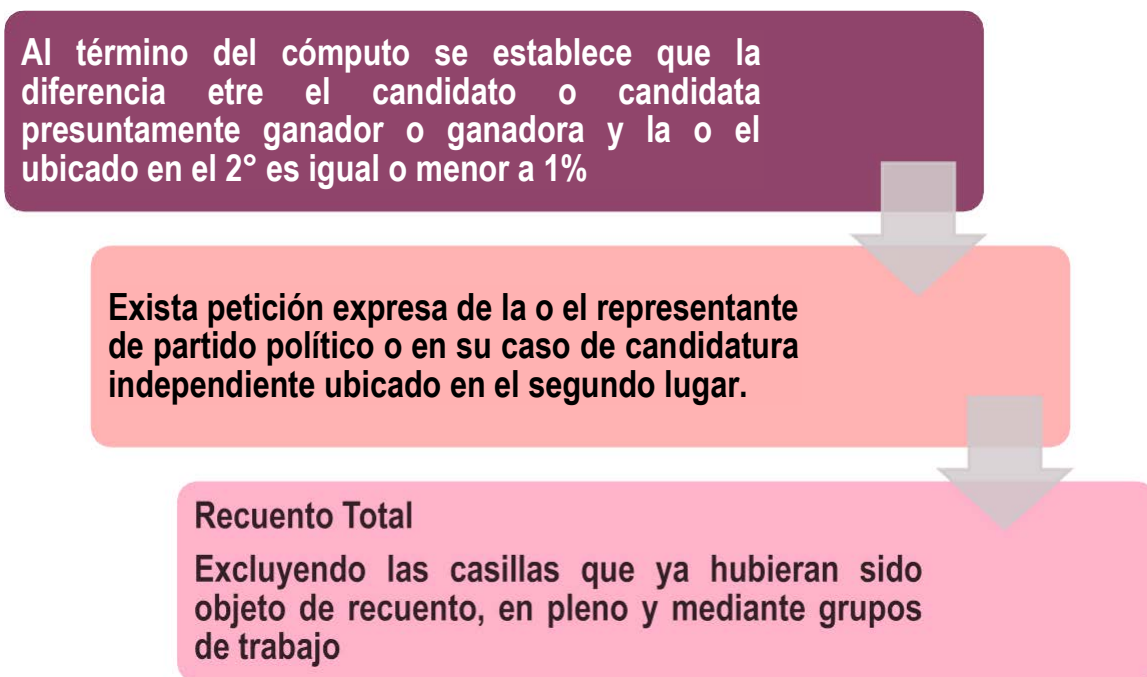 Al término del cómputo se establece que la
diferencia etre el candidato o candidata
presuntamente ganador o ganadora y la o el
ubicado en el 2° es igual o menor a 1%
Exista petición expresa de la o el representante
de partido político o en su caso de candidatura
independiente ubicado en el segundo lugar.
Recuento Total
Excluyendo las casillas que ya hubieran sido
objeto de recuento, en pleno y mediante grupos
de trabajo